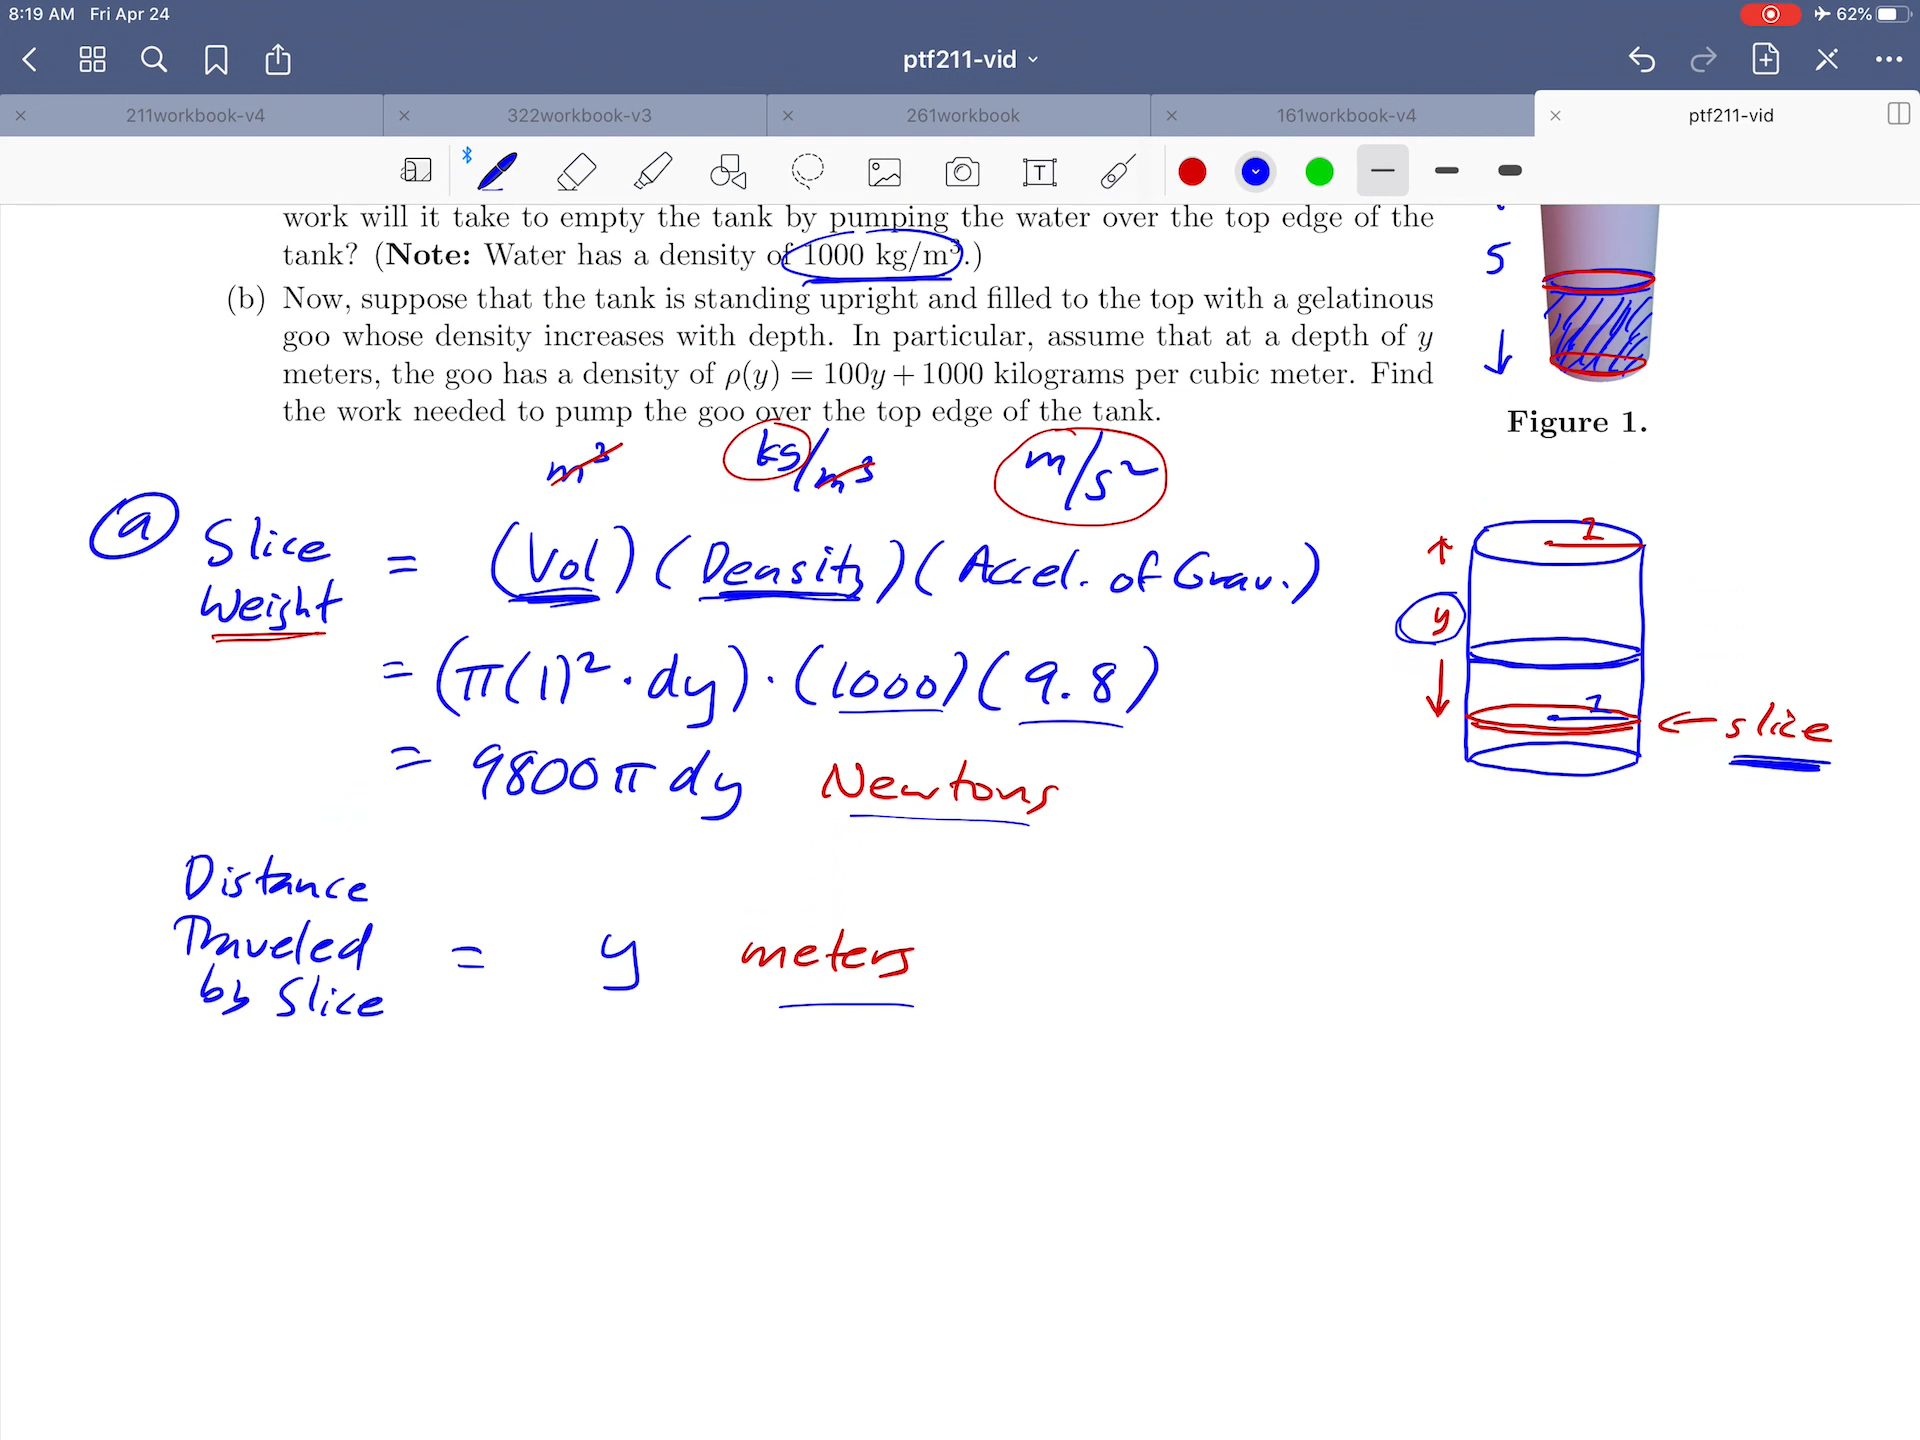 8:19 AM Fri Apr 24
62%
ptf211-vid
211workbook-v4
322workbook-v3
261workbook
161workbook-v4
ptf211-vid
work will it take to empty the tank by pumping the water over the top edge of the
tank? (Note: Water has a density of 1000 kg/m³.)
(b) Now, suppose that the tank is standing upright and filled to the top with a gelatinous
goo whose density increases with depth. In particular, assume that at a depth of y
meters, the goo has a density of ρ(y) = 100y + 1000 kilograms per cubic meter. Find
the work needed to pump the goo over the top edge of the tank.
5
Figure 1.
m³ kg/m³ m/s²
a Slice Weight = (Vol)(Density)(Accel. of Grav.)
= (π(1)²·dy)·(1000)(9.8)
= 9800π dy Newtons
1
y
1
← slice
Distance
Traveled = y meters
by Slice